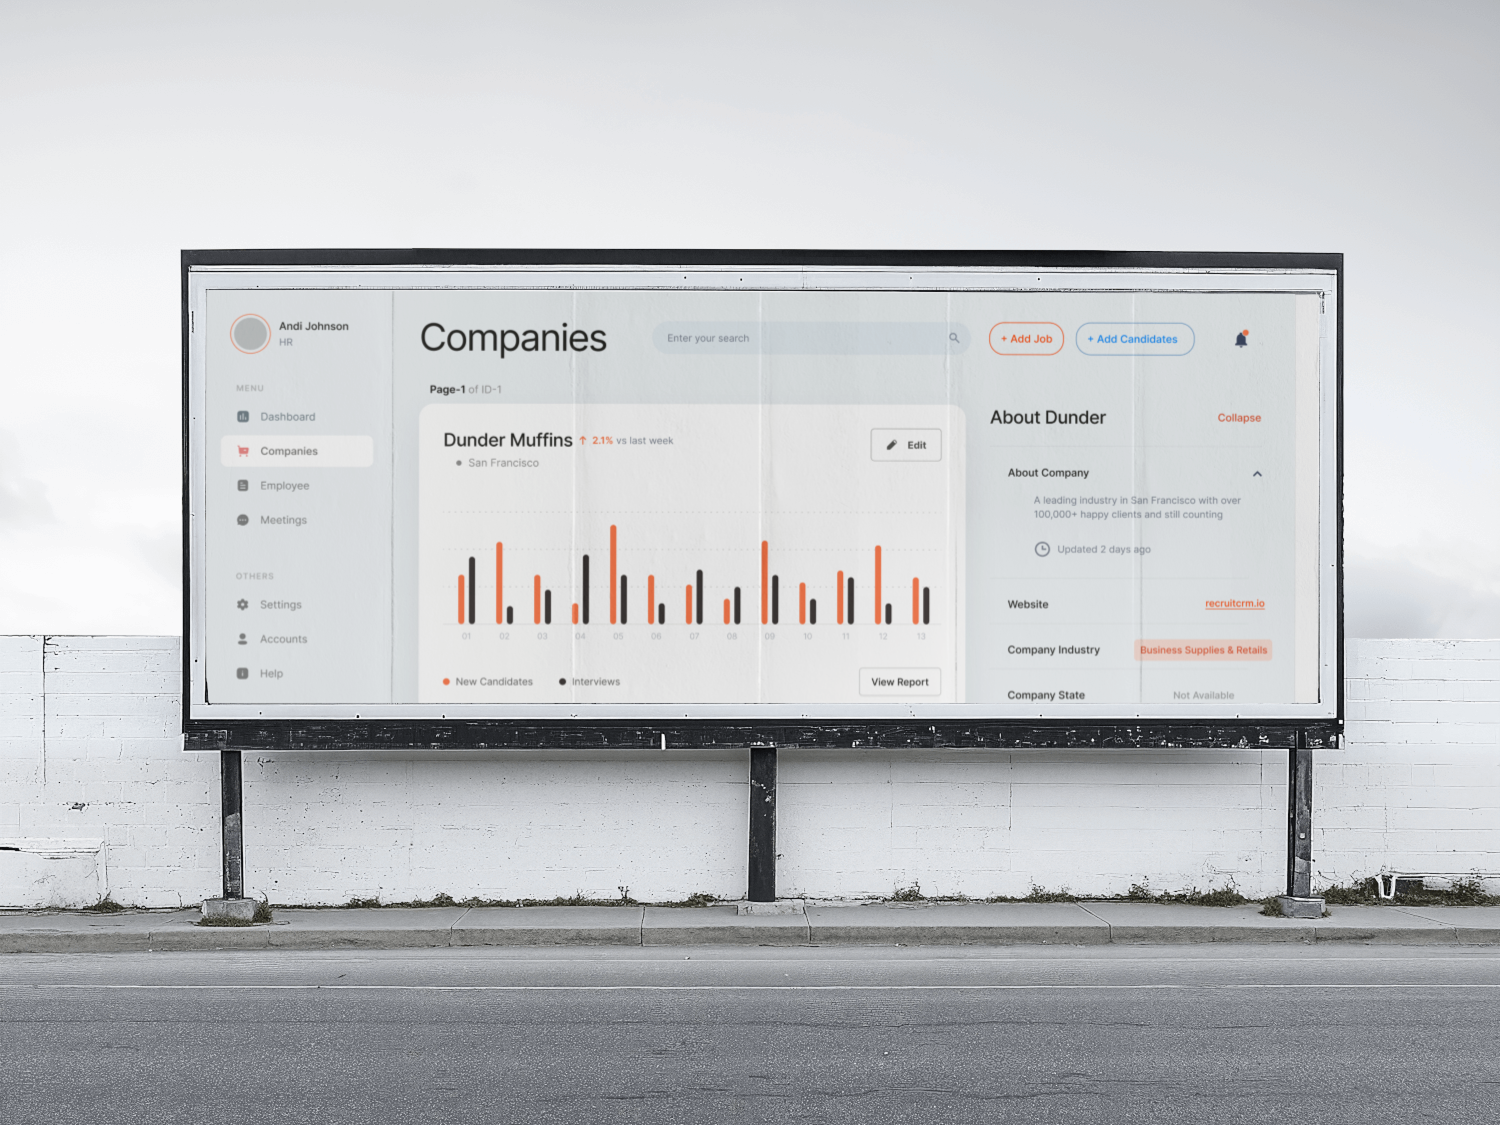 Andi Johnson
HR
MENU
Dashboard
Companies
Employee
Meetings
OTHERS
Settings
Accounts
Help
Companies
Enter your search
+ Add Job
+ Add Candidates
Page-1 of ID-1
Dunder Muffins ↑ 2.1% vs last week
San Francisco
Edit
01 02 03 04 05 06 07 08 09 10 11 12 13
New Candidates
Interviews
View Report
About Dunder
Collapse
About Company
A leading industry in San Francisco with over
100,000+ happy clients and still counting
Updated 2 days ago
Website
recruitcrm.io
Company Industry
Business Supplies & Retails
Company State
Not Available